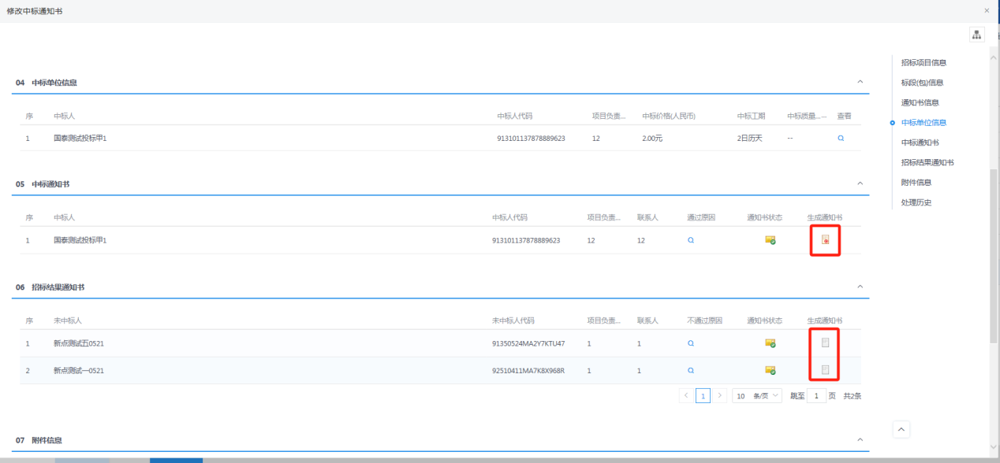 修改中标通知书
招标项目信息
标段(包)信息
通知书信息
中标单位信息
中标通知书
招标结果通知书
附件信息
处理历史
04 中标单位信息
序 中标人 中标人代码 项目负责... 中标价格(人民币) 中标工期 中标质量... ... 查看
1 国泰测试投标甲1 913101137878889623 12 2.00元 2日历天 -- 
05 中标通知书
序 中标人 中标人代码 项目负责... 联系人 通过原因 通知书状态 生成通知书
1 国泰测试投标甲1 913101137878889623 12 12
06 招标结果通知书
序 未中标人 未中标人代码 项目负责... 联系人 不通过原因 通知书状态 生成通知书
1 新点测试五0521 91350524MA2Y7KTU47 1 1
2 新点测试一0521 92510411MA7K8X968R 1 1
1 10 条/页 跳至 1 页 共2条
07 附件信息